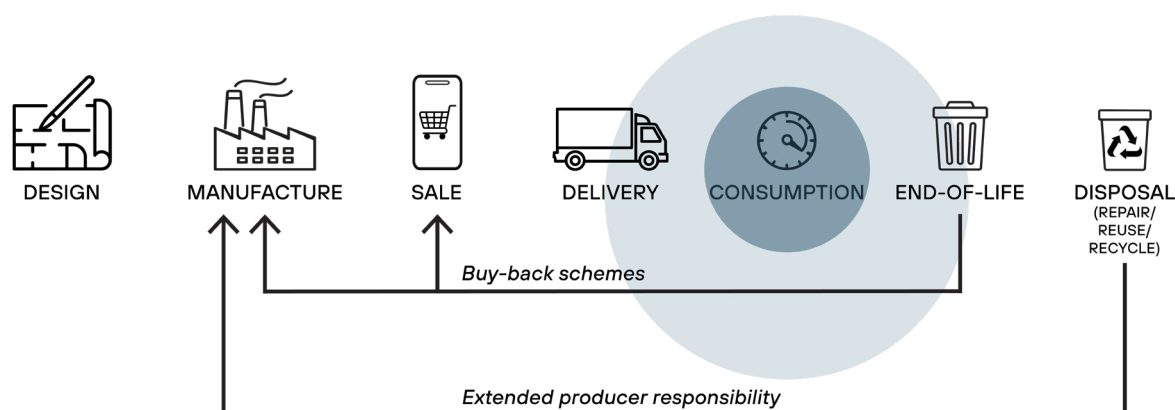 DESIGN
MANUFACTURE
SALE
DELIVERY
CONSUMPTION
END-OF-LIFE
DISPOSAL
(REPAIR/
REUSE/
RECYCLE)
Buy-back schemes
Extended producer responsibility